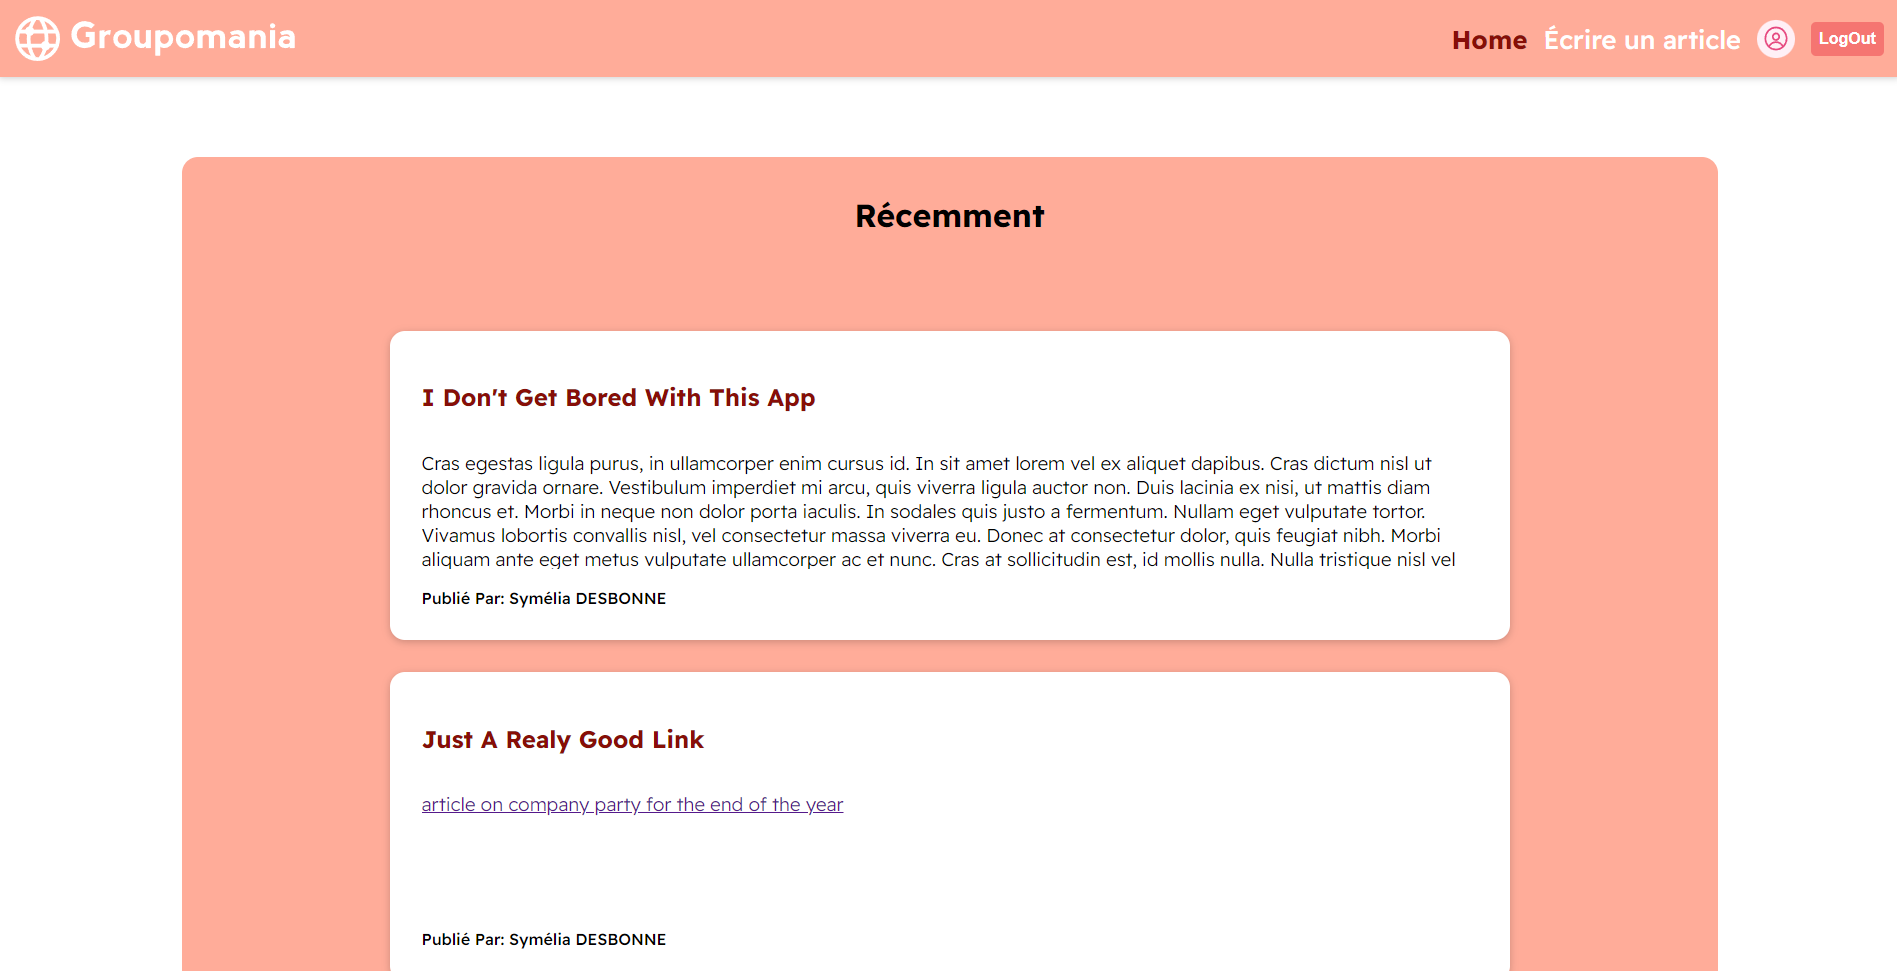 Groupomania
Home Écrire un article LogOut
Récemment
I Don't Get Bored With This App
Cras egestas ligula purus, in ullamcorper enim cursus id. In sit amet lorem vel ex aliquet dapibus. Cras dictum nisl ut
dolor gravida ornare. Vestibulum imperdiet mi arcu, quis viverra ligula auctor non. Duis lacinia ex nisi, ut mattis diam
rhoncus et. Morbi in neque non dolor porta iaculis. In sodales quis justo a fermentum. Nullam eget vulputate tortor.
Vivamus lobortis convallis nisl, vel consectetur massa viverra eu. Donec at consectetur dolor, quis feugiat nibh. Morbi
aliquam ante eget metus vulputate ullamcorper ac et nunc. Cras at sollicitudin est, id mollis nulla. Nulla tristique nisl vel
Publié Par: Symélia DESBONNE
Just A Realy Good Link
article on company party for the end of the year
Publié Par: Symélia DESBONNE